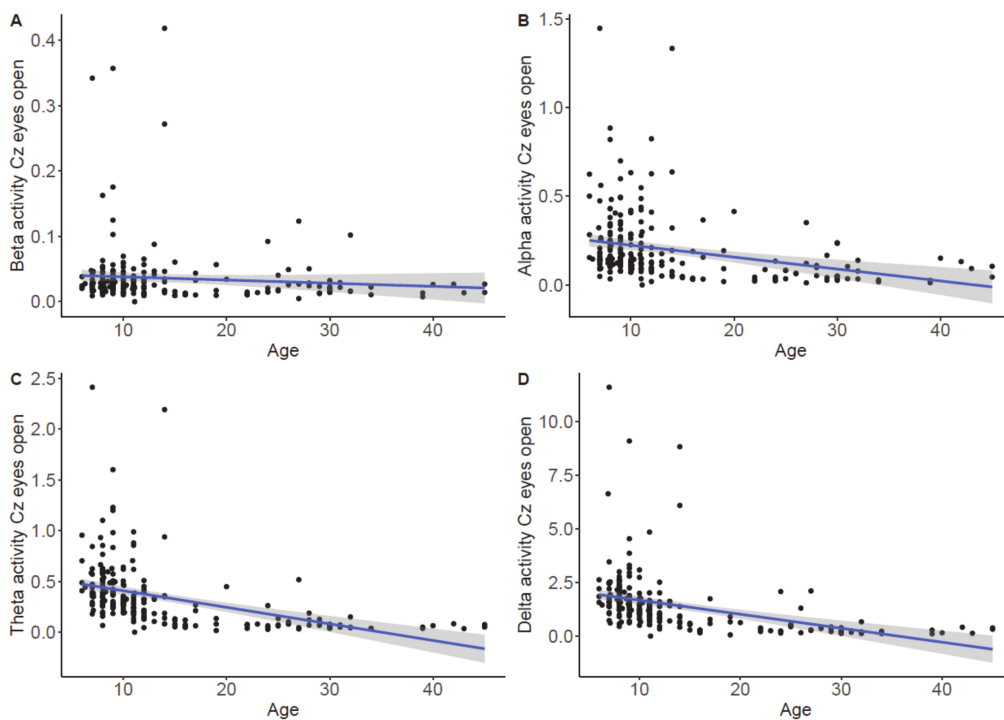 A
Beta activity Cz eyes open
0.4
0.3
0.2
0.1
0.0
10 20 30 40
Age
B
Alpha activity Cz eyes open
1.5
1.0
0.5
0.0
10 20 30 40
Age
C
Theta activity Cz eyes open
2.5
2.0
1.5
1.0
0.5
0.0
10 20 30 40
Age
D
Delta activity Cz eyes open
10.0
7.5
5.0
2.5
0.0
10 20 30 40
Age